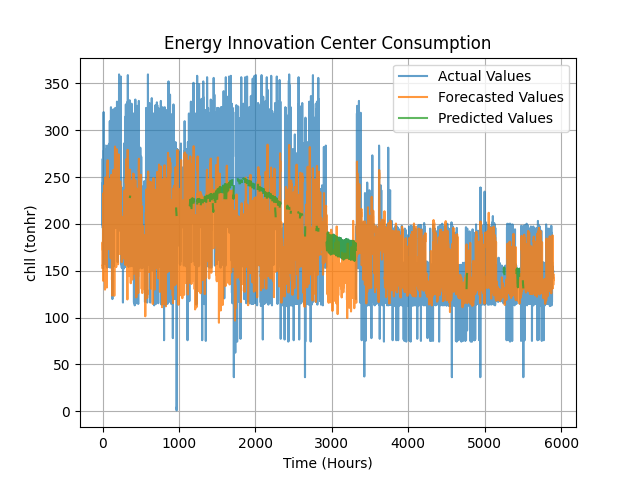 Energy Innovation Center Consumption
Actual Values
Forecasted Values
Predicted Values
chll (tonhr)
350
300
250
200
150
100
50
0
0 1000 2000 3000 4000 5000 6000
Time (Hours)